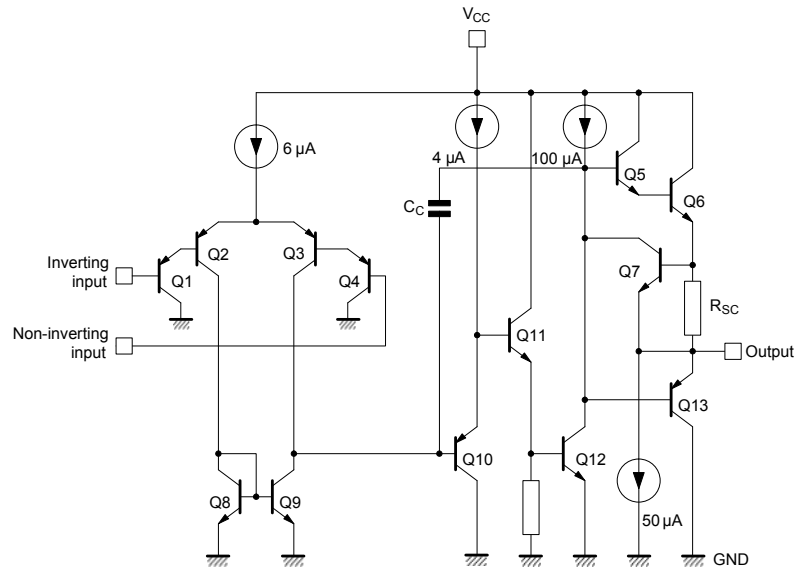 VCC
6 µA
4 µA
100 µA
Q5
Q6
CC
Q2
Q3
Inverting
input
Q1
Q4
Q7
RSC
Non-inverting
input
Q11
Output
Q13
Q10
Q12
Q8
Q9
50 µA
GND